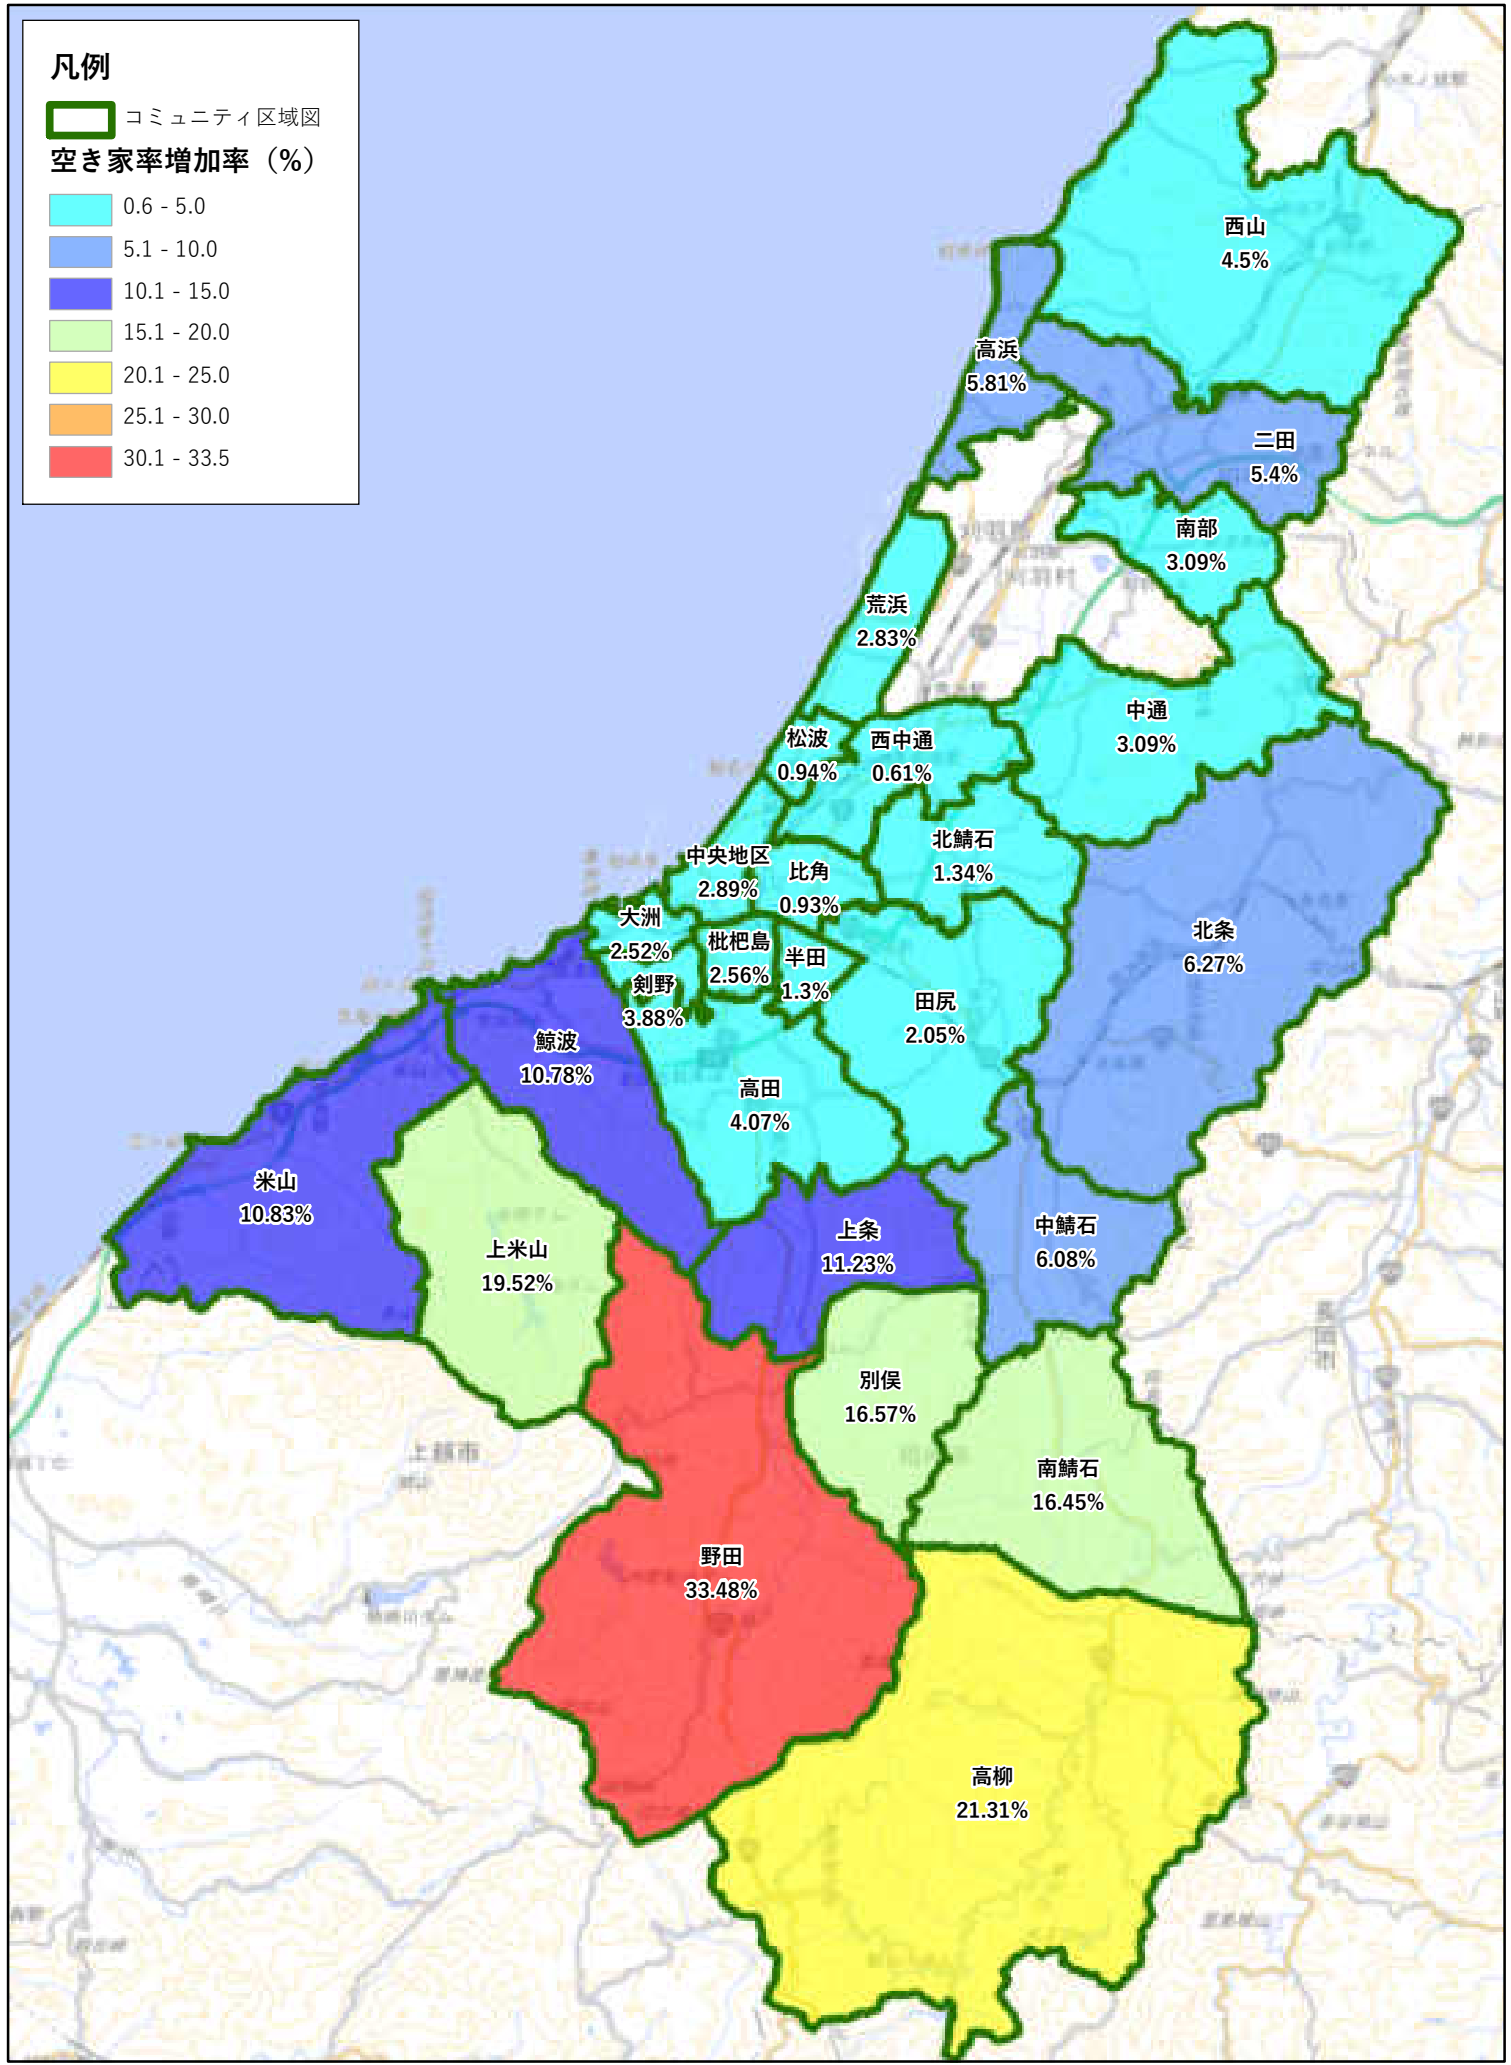 凡例
コミュニティ区域図
空き家率増加率（%）
0.6 - 5.0
5.1 - 10.0
10.1 - 15.0
15.1 - 20.0
20.1 - 25.0
25.1 - 30.0
30.1 - 33.5
西山
4.5%
高浜
5.81%
二田
5.4%
南部
3.09%
荒浜
2.83%
中通
3.09%
松波
0.94%
西中通
0.61%
北鯖石
1.34%
中央地区
2.89%
比角
0.93%
大洲
2.52%
枇杷島
2.56%
半田
1.3%
北条
6.27%
剣野
3.88%
田尻
2.05%
鯨波
10.78%
高田
4.07%
米山
10.83%
上米山
19.52%
上条
11.23%
中鯖石
6.08%
別俣
16.57%
上越市
南鯖石
16.45%
野田
33.48%
高柳
21.31%